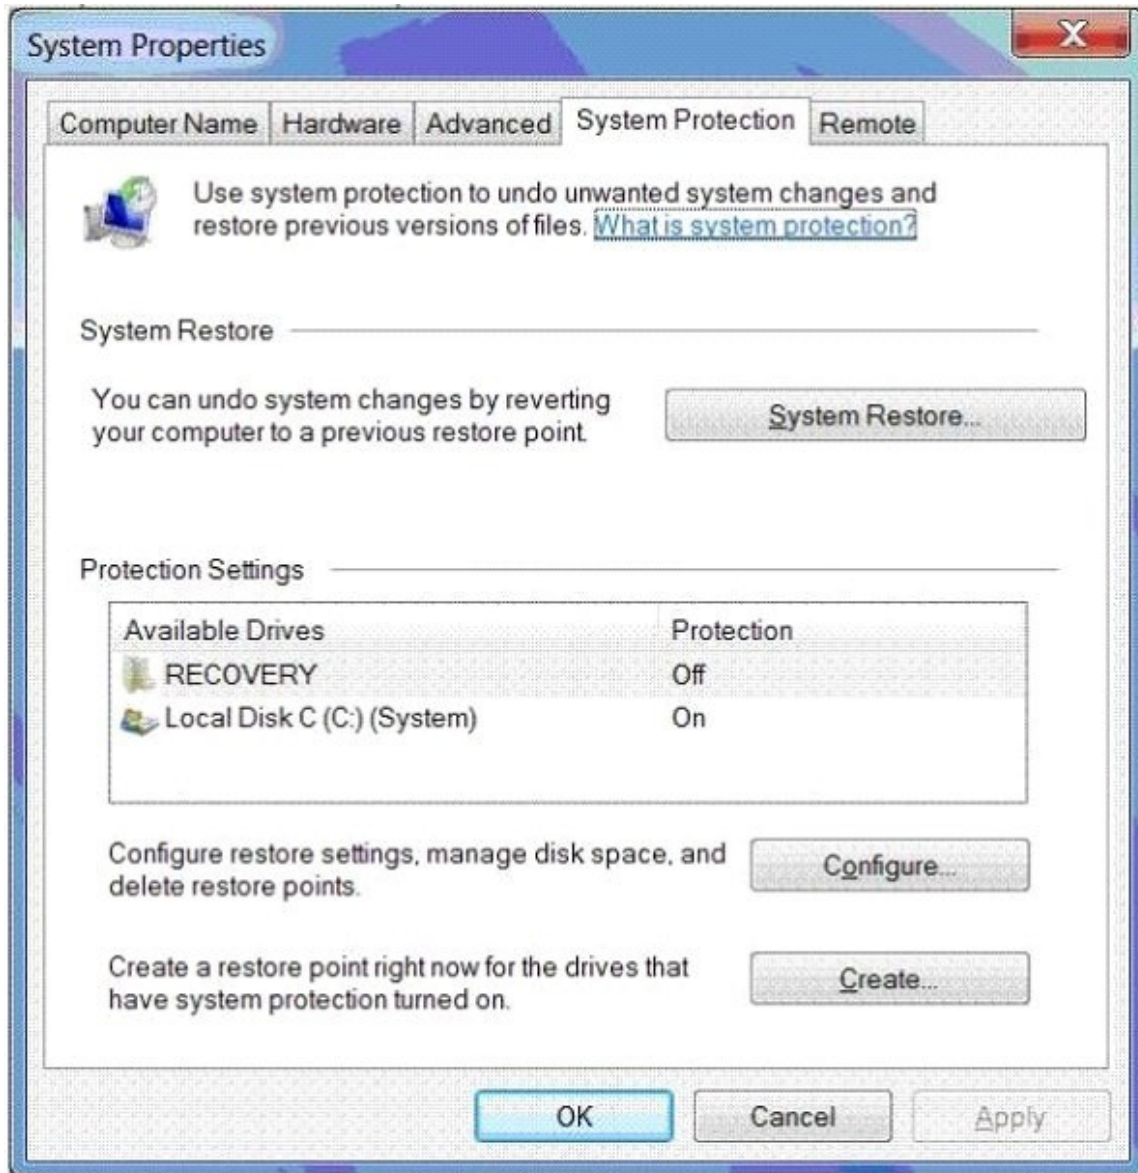 System Properties
X
Computer Name Hardware Advanced System Protection Remote
Use system protection to undo unwanted system changes and
restore previous versions of files. What is system protection?
System Restore
You can undo system changes by reverting
your computer to a previous restore point.
System Restore...
Protection Settings
Available Drives Protection
RECOVERY Off
Local Disk C (C:) (System) On
Configure restore settings, manage disk space, and
delete restore points.
Configure...
Create a restore point right now for the drives that
have system protection turned on.
Create...
OK Cancel Apply